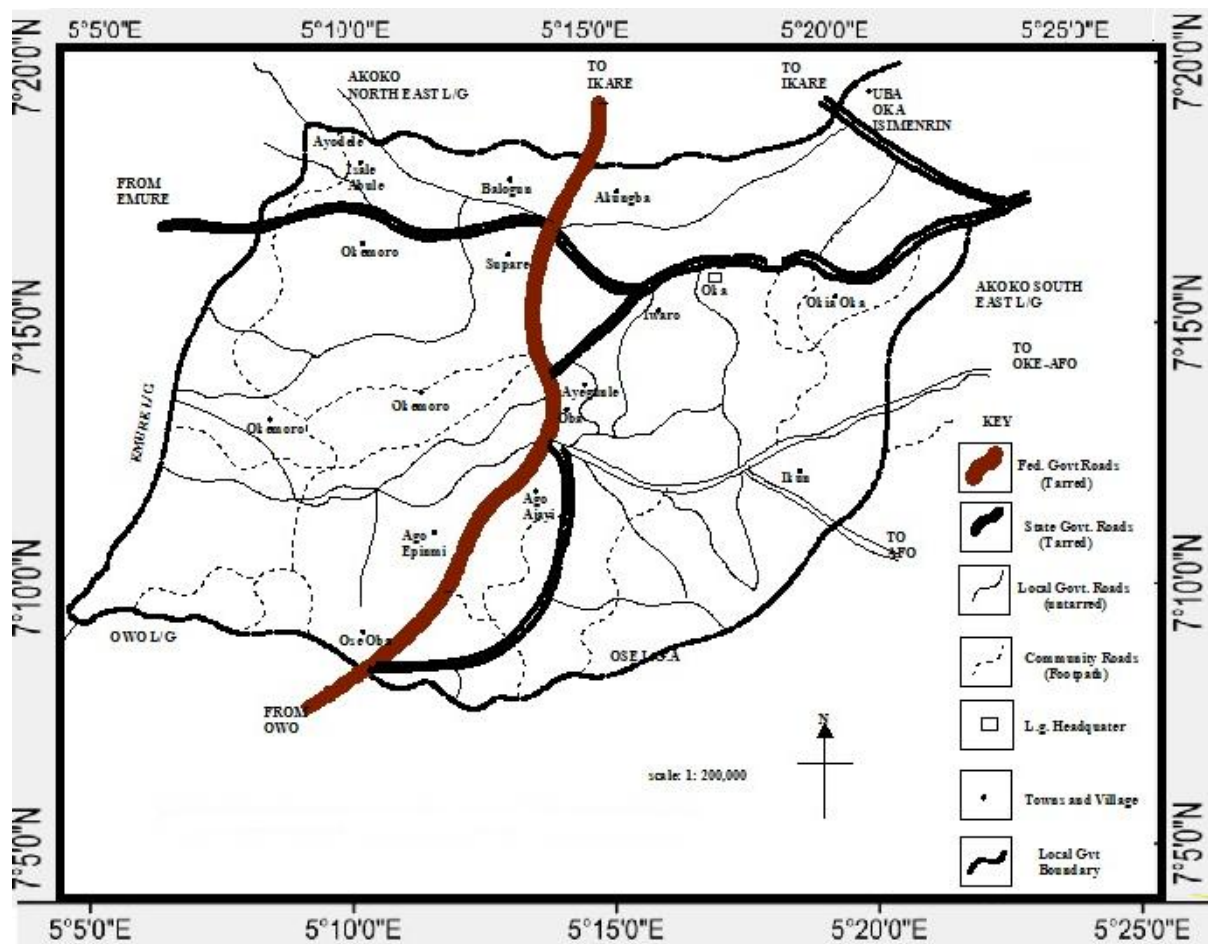 5°5'0"E 5°10'0"E 5°15'0"E 5°20'0"E 5°25'0"E
7°20'0"N
7°20'0"N
AKOKO
NORTH EAST L/G
TO
IKARE
TO
IKARE
UBA
OKA
ISIMENRIN
Ayodele
Isale
Abule
FROM
EMURE
Balogun
Akungba
Okemoro
Supare
Oka
Okia Oka
AKOKO SOUTH
EAST L/G
Iwaro
7°15'0"N
7°15'0"N
TO
OKE-AFO
Ayegunle
Okemoro
Oba
Okemoro
EMURE L/G
KEY
Fed. Govt Roads
(Tarred)
Ikun
Ago
Ajayi
Ago
Epinmi
TO
AFO
State Govt. Roads
(Tarred)
7°10'0"N
7°10'0"N
Local Govt. Roads
(untarred)
OWO L/G
Ose Oba
OSE L.G.A
Community Roads
(Footpath)
FROM
OWO
N
L.g. Headquater
scale: 1: 200,000
Towns and Village
7°5'0"N
7°5'0"N
Local Gvt
Boundary
5°5'0"E 5°10'0"E 5°15'0"E 5°20'0"E 5°25'0"E